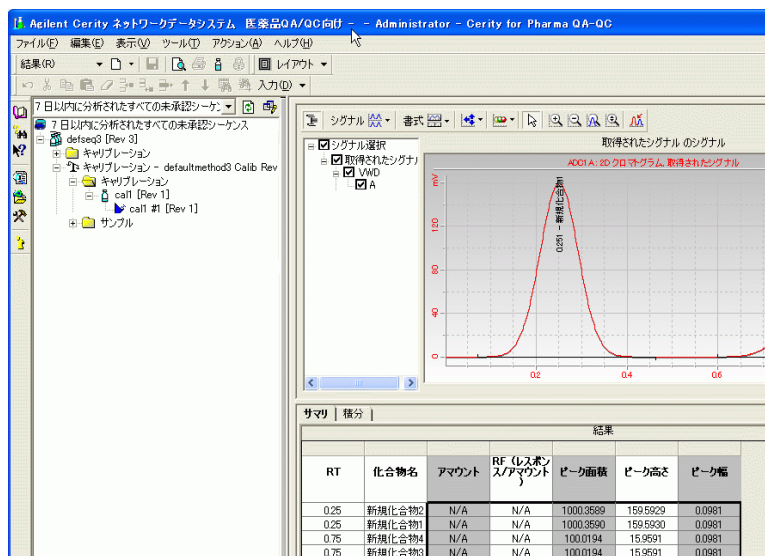 Agilent Cerity ネットワークデータシステム 医薬品QA/QC向け - - Administrator - Cerity for Pharma QA-QC
ファイル(F) 編集(E) 表示(V) ツール(T) アクション(A) ヘルプ(H)
結果(R) レイアウト
入力(D)
7 日以内に分析されたすべての未承認シーケン
7 日以内に分析されたすべての未承認シーケンス
defseq3 [Rev 3]
キャリブレーション
キャリブレーション - defaultmethod3 Calib Rev
キャリブレーション
cal1 [Rev 1]
cal1 #1 [Rev 1]
サンプル
シグナル 書式
シグナル選択
取得されたシグナル
VWD
A
取得されたシグナル のシグナル
ADC1 A: 2D クロマトグラム, 取得されたシグナル
mV
120
80
40
0
0.251 - 新規化合物1
0.2 0.4 0.6
サマリ 積分
結果
RT 化合物名 アマウント RF (レスポンス/アマウント) ピーク面積 ピーク高さ ピーク幅
0.25 新規化合物2 N/A N/A 1000.3589 159.5929 0.0981
0.25 新規化合物1 N/A N/A 1000.3590 159.5930 0.0981
0.75 新規化合物4 N/A N/A 100.0194 15.9591 0.0981
0.75 新規化合物3 N/A N/A 100.0194 15.9591 0.0981